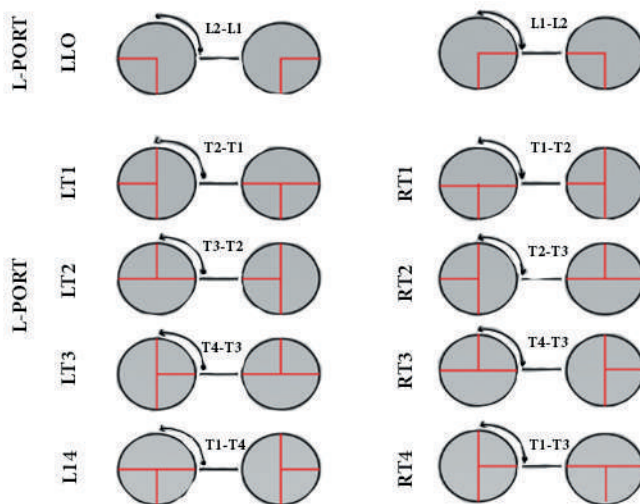 L-PORT
LLO
L2-L1
L1-L2
L-PORT
LT1
T2-T1
RT1
T1-T2
LT2
T3-T2
RT2
T2-T3
LT3
T4-T3
RT3
T4-T3
L14
T1-T4
RT4
T1-T3